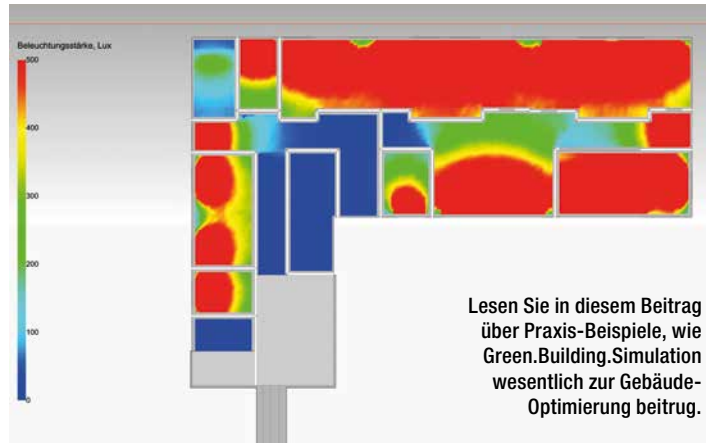 Beleuchtungsstärke, Lux
500
400
300
200
100
0
Lesen Sie in diesem Beitrag
über Praxis-Beispiele, wie
Green.Building.Simulation
wesentlich zur Gebäude-
Optimierung beitrug.